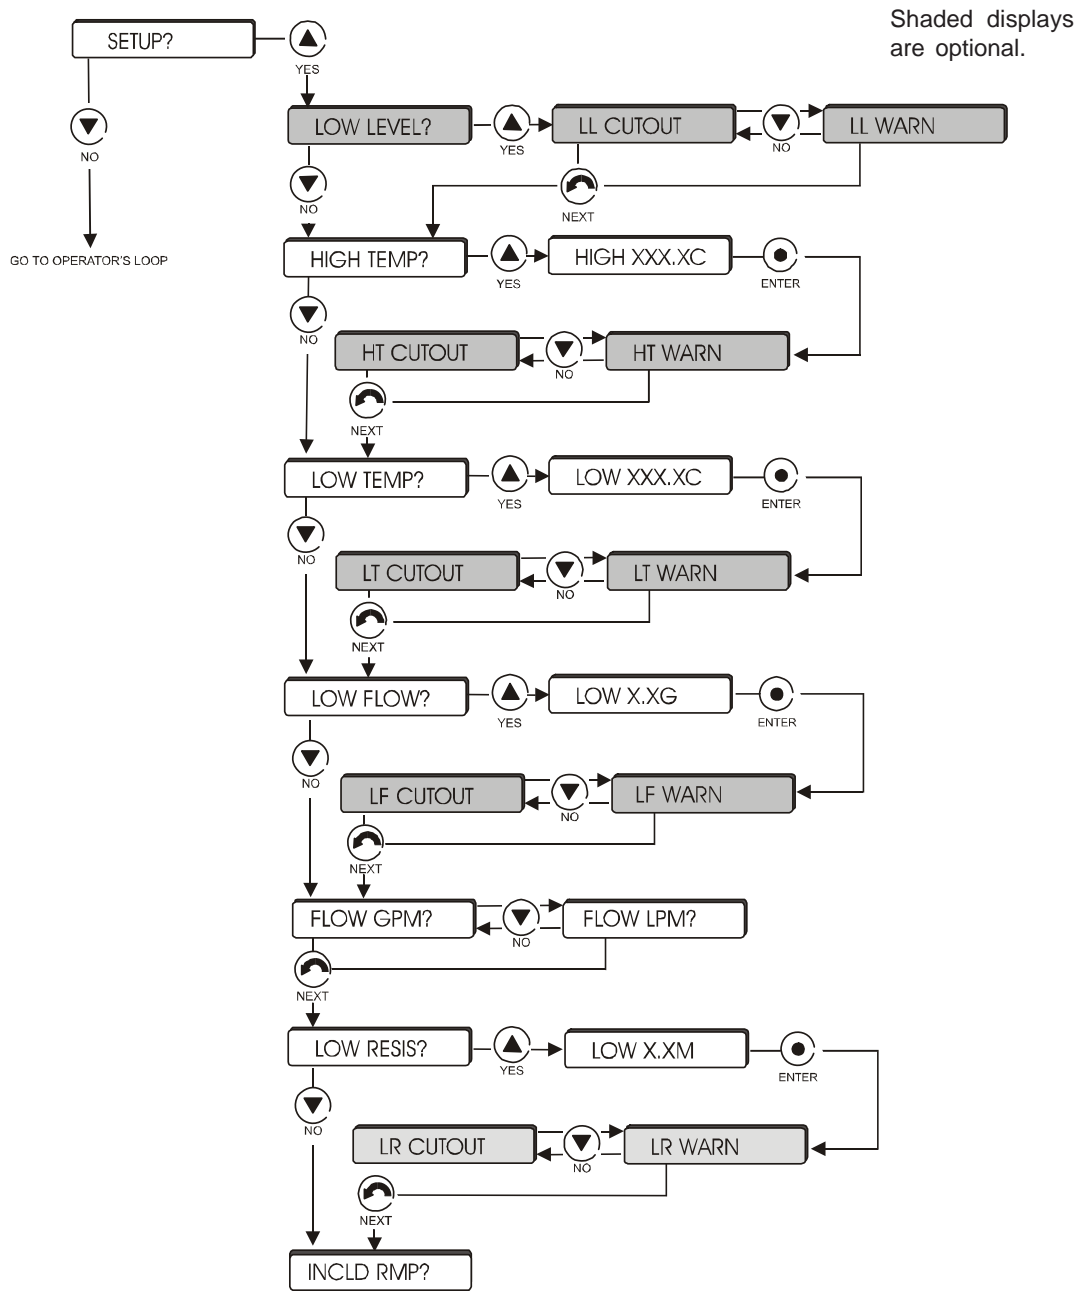 Shaded displays
are optional.
SETUP?
YES
NO
GO TO OPERATOR'S LOOP
LOW LEVEL?
YES
LL CUTOUT
NO
LL WARN
NO
NEXT
HIGH TEMP?
YES
HIGH XXX.XC
ENTER
NO
HT CUTOUT
NO
HT WARN
NEXT
LOW TEMP?
YES
LOW XXX.XC
ENTER
NO
LT CUTOUT
NO
LT WARN
NEXT
LOW FLOW?
YES
LOW X.XG
ENTER
NO
LF CUTOUT
NO
LF WARN
NEXT
FLOW GPM?
NO
FLOW LPM?
NEXT
LOW RESIS?
YES
LOW X.XM
ENTER
NO
LR CUTOUT
NO
LR WARN
NEXT
INCLD RMP?